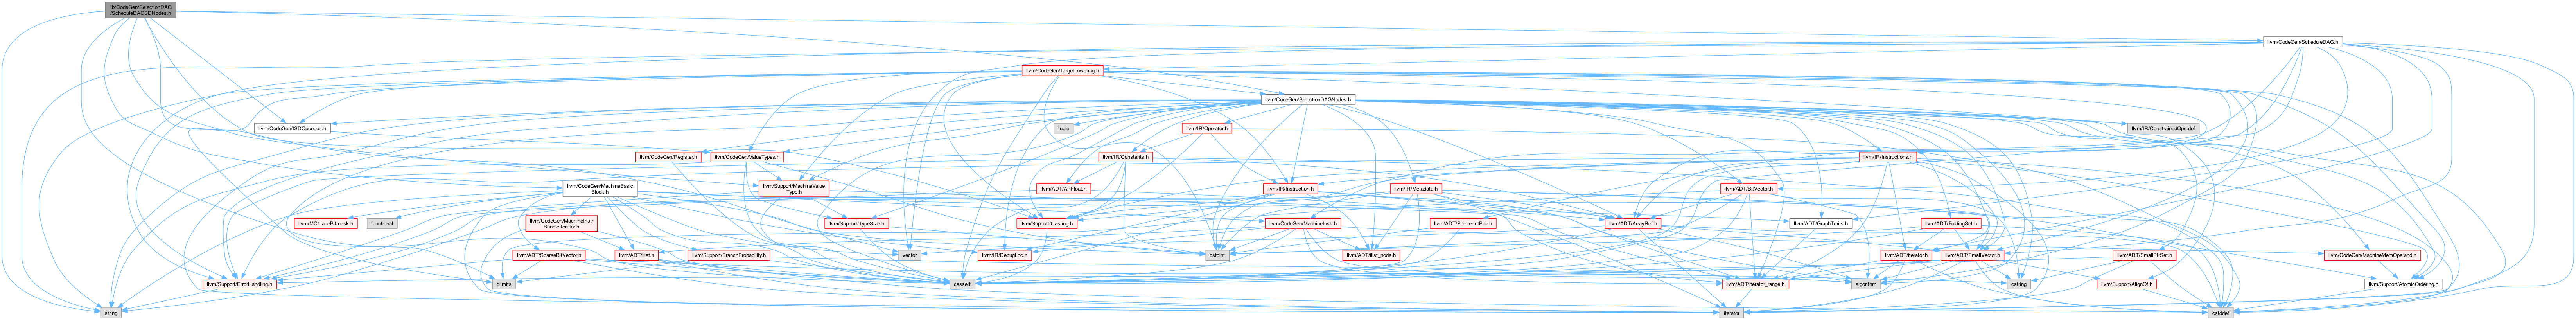 lib/CodeGen/SelectionDAG
/ScheduleDAGSDNodes.h
llvm/CodeGen/ScheduleDAG.h
llvm/CodeGen/TargetLowering.h
llvm/CodeGen/SelectionDAGNodes.h
llvm/CodeGen/ISDOpcodes.h
tuple
llvm/IR/Operator.h
llvm/IR/ConstrainedOps.def
llvm/CodeGen/Register.h
llvm/CodeGen/ValueTypes.h
llvm/IR/Constants.h
llvm/IR/Instructions.h
llvm/CodeGen/MachineBasic
Block.h
llvm/Support/MachineValue
Type.h
llvm/ADT/APFloat.h
llvm/IR/Instruction.h
llvm/IR/Metadata.h
llvm/ADT/BitVector.h
llvm/MC/LaneBitmask.h
functional
llvm/CodeGen/MachineInstr
BundleIterator.h
llvm/Support/TypeSize.h
llvm/Support/Casting.h
llvm/CodeGen/MachineInstr.h
llvm/ADT/PointerIntPair.h
llvm/ADT/ArrayRef.h
llvm/ADT/GraphTraits.h
llvm/ADT/FoldingSet.h
llvm/ADT/SparseBitVector.h
llvm/ADT/ilist.h
llvm/Support/BranchProbability.h
vector
llvm/IR/DebugLoc.h
cstdint
llvm/ADT/ilist_node.h
llvm/ADT/iterator.h
llvm/ADT/SmallVector.h
llvm/ADT/SmallPtrSet.h
llvm/CodeGen/MachineMemOperand.h
llvm/Support/ErrorHandling.h
climits
cassert
llvm/ADT/iterator_range.h
algorithm
cstring
llvm/Support/AlignOf.h
llvm/Support/AtomicOrdering.h
string
iterator
cstddef